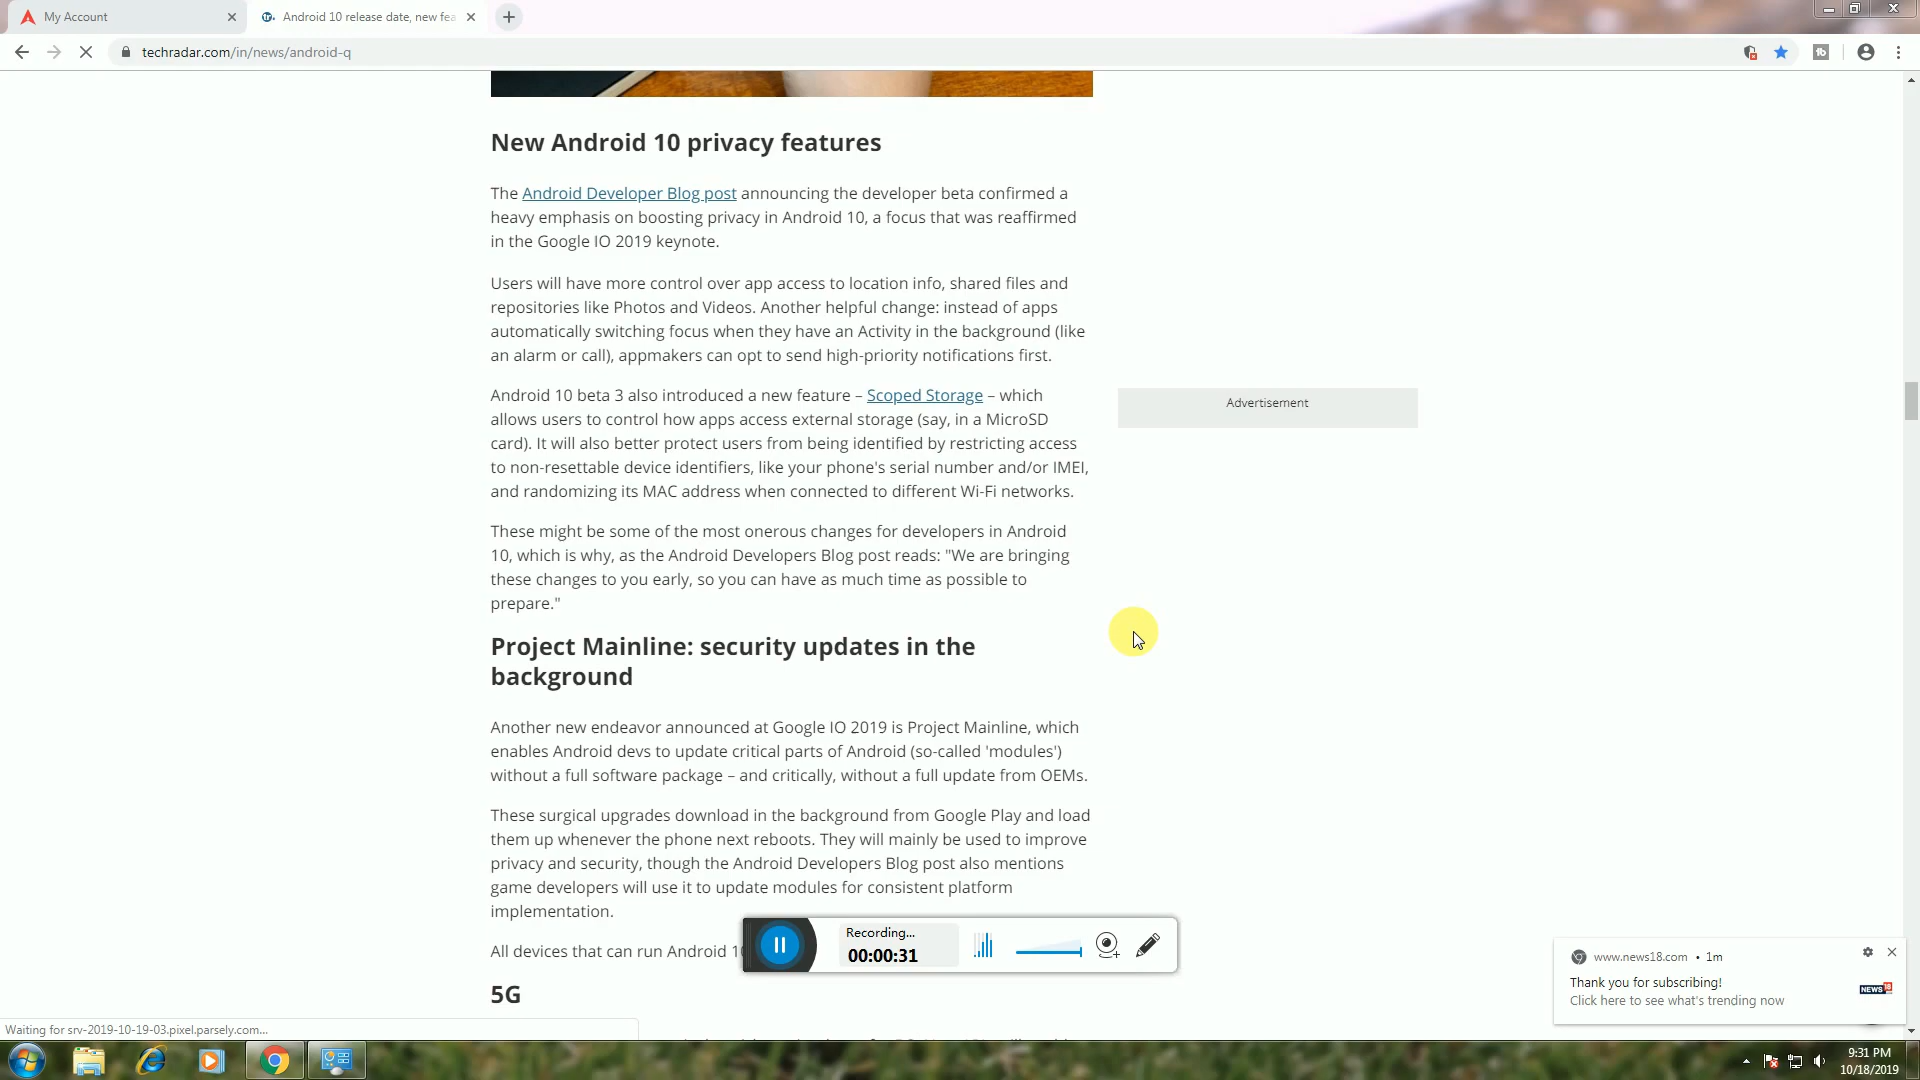 My Account
Android 10 release date, new fea
techradar.com/in/news/android-q
New Android 10 privacy features
The Android Developer Blog post announcing the developer beta confirmed a
heavy emphasis on boosting privacy in Android 10, a focus that was reaffirmed
in the Google IO 2019 keynote.
Users will have more control over app access to location info, shared files and
repositories like Photos and Videos. Another helpful change: instead of apps
automatically switching focus when they have an Activity in the background (like
an alarm or call), appmakers can opt to send high-priority notifications first.
Android 10 beta 3 also introduced a new feature – Scoped Storage – which
allows users to control how apps access external storage (say, in a MicroSD
card). It will also better protect users from being identified by restricting access
to non-resettable device identifiers, like your phone's serial number and/or IMEI,
and randomizing its MAC address when connected to different Wi-Fi networks.
Advertisement
These might be some of the most onerous changes for developers in Android
10, which is why, as the Android Developers Blog post reads: "We are bringing
these changes to you early, so you can have as much time as possible to
prepare."
Project Mainline: security updates in the
background
Another new endeavor announced at Google IO 2019 is Project Mainline, which
enables Android devs to update critical parts of Android (so-called 'modules')
without a full software package – and critically, without a full update from OEMs.
These surgical upgrades download in the background from Google Play and load
them up whenever the phone next reboots. They will mainly be used to improve
privacy and security, though the Android Developers Blog post also mentions
game developers will use it to update modules for consistent platform
implementation.
All devices that can run Android 10
5G
Recording...
00:00:31
www.news18.com • 1m
Thank you for subscribing!
Click here to see what's trending now
NEWS18
Waiting for srv-2019-10-19-03.pixel.parsely.com...
9:31 PM
10/18/2019